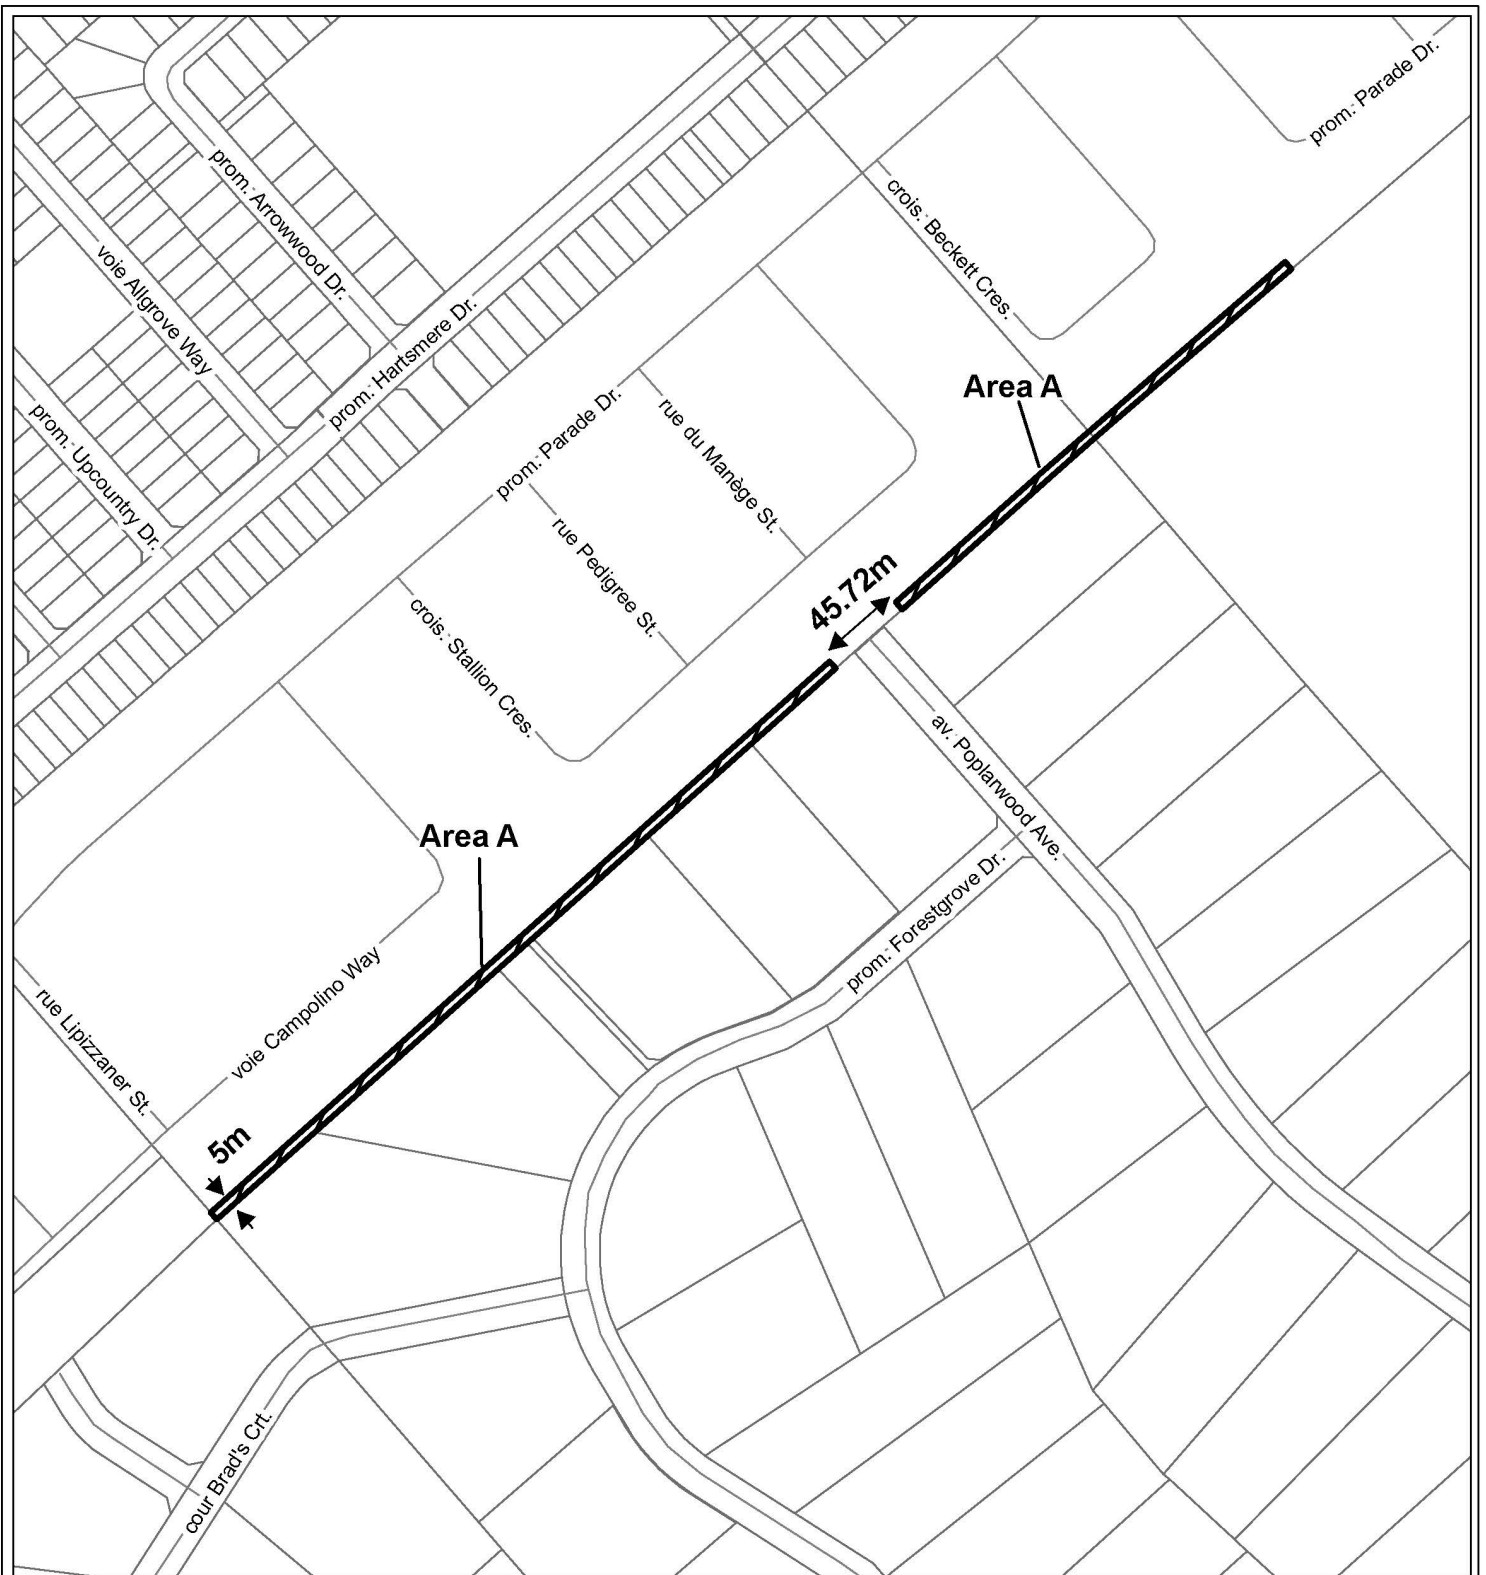 prom. Parade Dr.
prom. Arrowwood Dr.
crois. Beckett Cres.
voie Allgrove Way
prom. Hartsmere Dr.
Area A
prom. Parade Dr.
rue du Manège St.
prom. Upcountry Dr.
rue Pedigree St.
45.72m
crois. Stallion Cres.
av. Poplarwood Ave.
Area A
prom. Forestgrove Dr.
voie Campolino Way
rue Lipizzaner St.
5m
cour Brad's Crt.